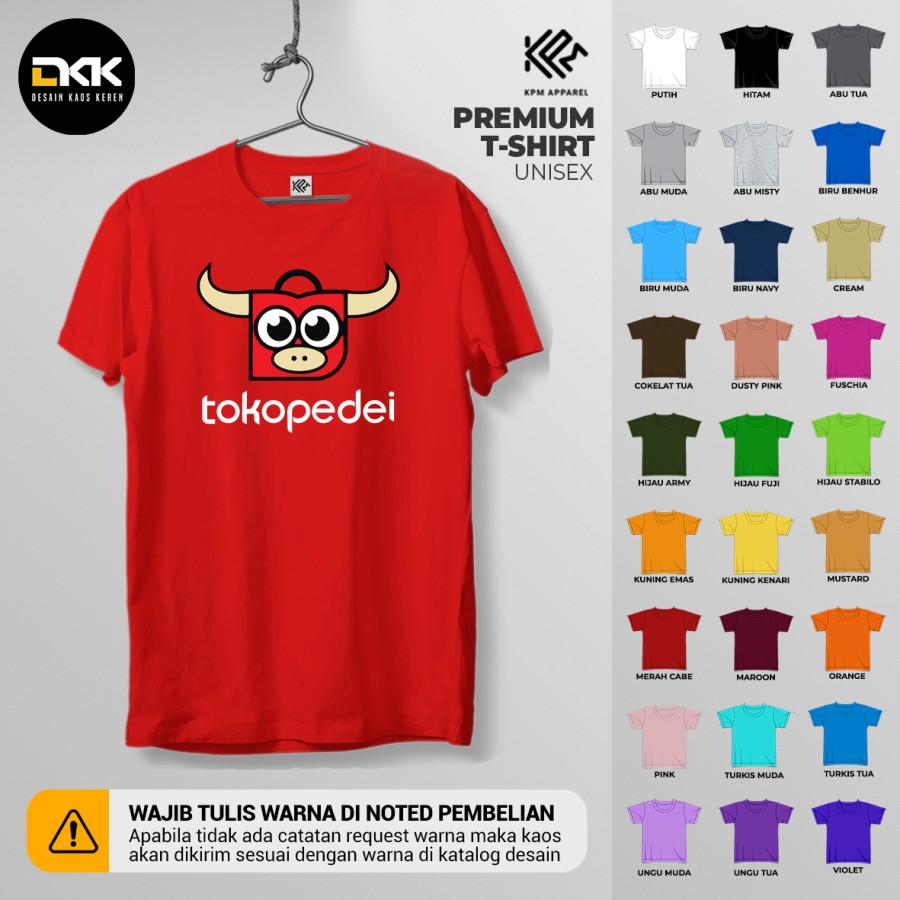 DKK
DESAIN KAOS KEREN
KPM APPAREL
PREMIUM
T-SHIRT
UNISEX
tokopedei
WAJIB TULIS WARNA DI NOTED PEMBELIAN
Apabila tidak ada catatan request warna maka kaos
akan dikirim sesuai dengan warna di katalog desain
PUTIH
HITAM
ABU TUA
ABU MUDA
ABU MISTY
BIRU BENHUR
BIRU MUDA
BIRU NAVY
CREAM
COKELAT TUA
DUSTY PINK
FUSCHIA
HIJAU ARMY
HIJAU FUJI
HIJAU STABILO
KUNING EMAS
KUNING KENARI
MUSTARD
MERAH CABE
MAROON
ORANGE
PINK
TURKIS MUDA
TURKIS TUA
UNGU MUDA
UNGU TUA
VIOLET